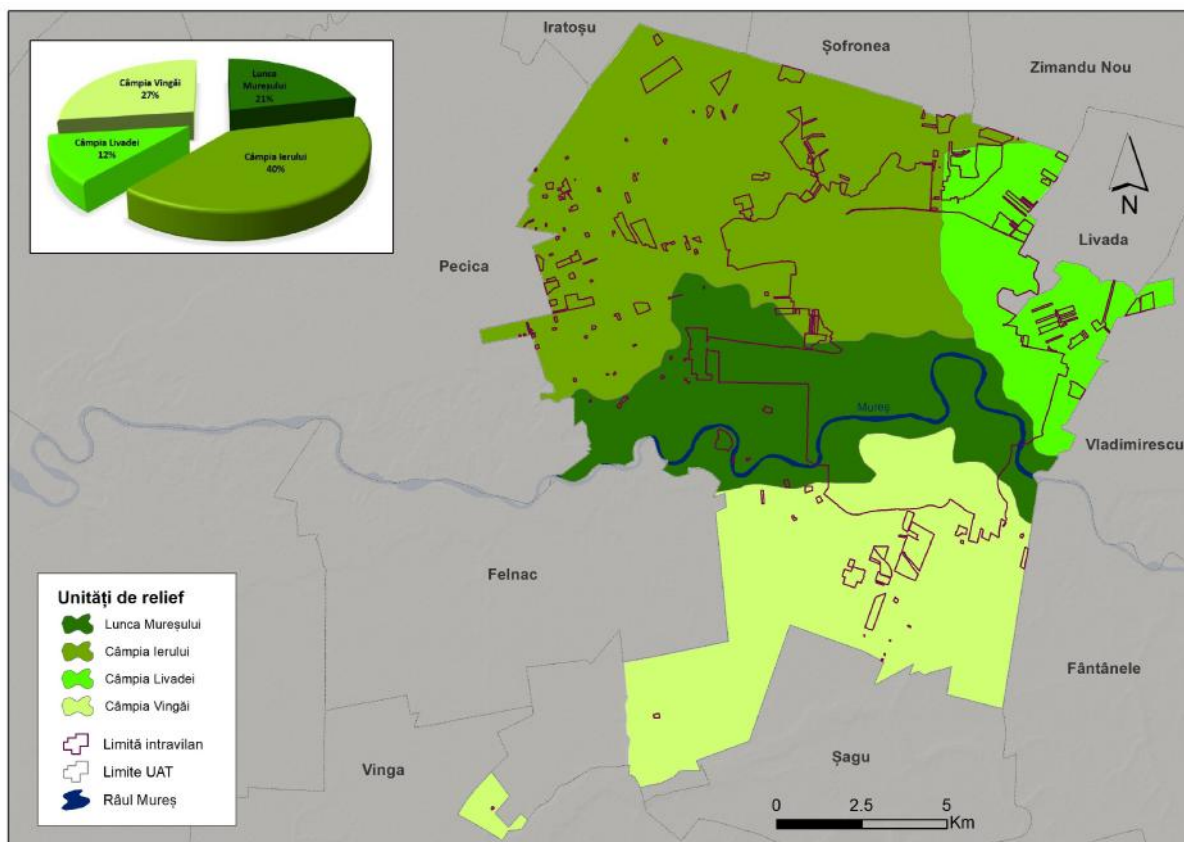 Iratoșu
Șofronea
Zimandu Nou
Câmpia Vingăi
27%
Lunca
Mureșului
21%
Câmpia Livadei
12%
Câmpia Ierului
40%
N
Livada
Pecica
Mureș
Vladimirescu
Felnac
Unități de relief
Lunca Mureșului
Câmpia Ierului
Câmpia Livadei
Câmpia Vingăi
Limită intravilan
Limite UAT
Râul Mureș
Fântânele
Vinga
Șagu
0 2.5 5
Km